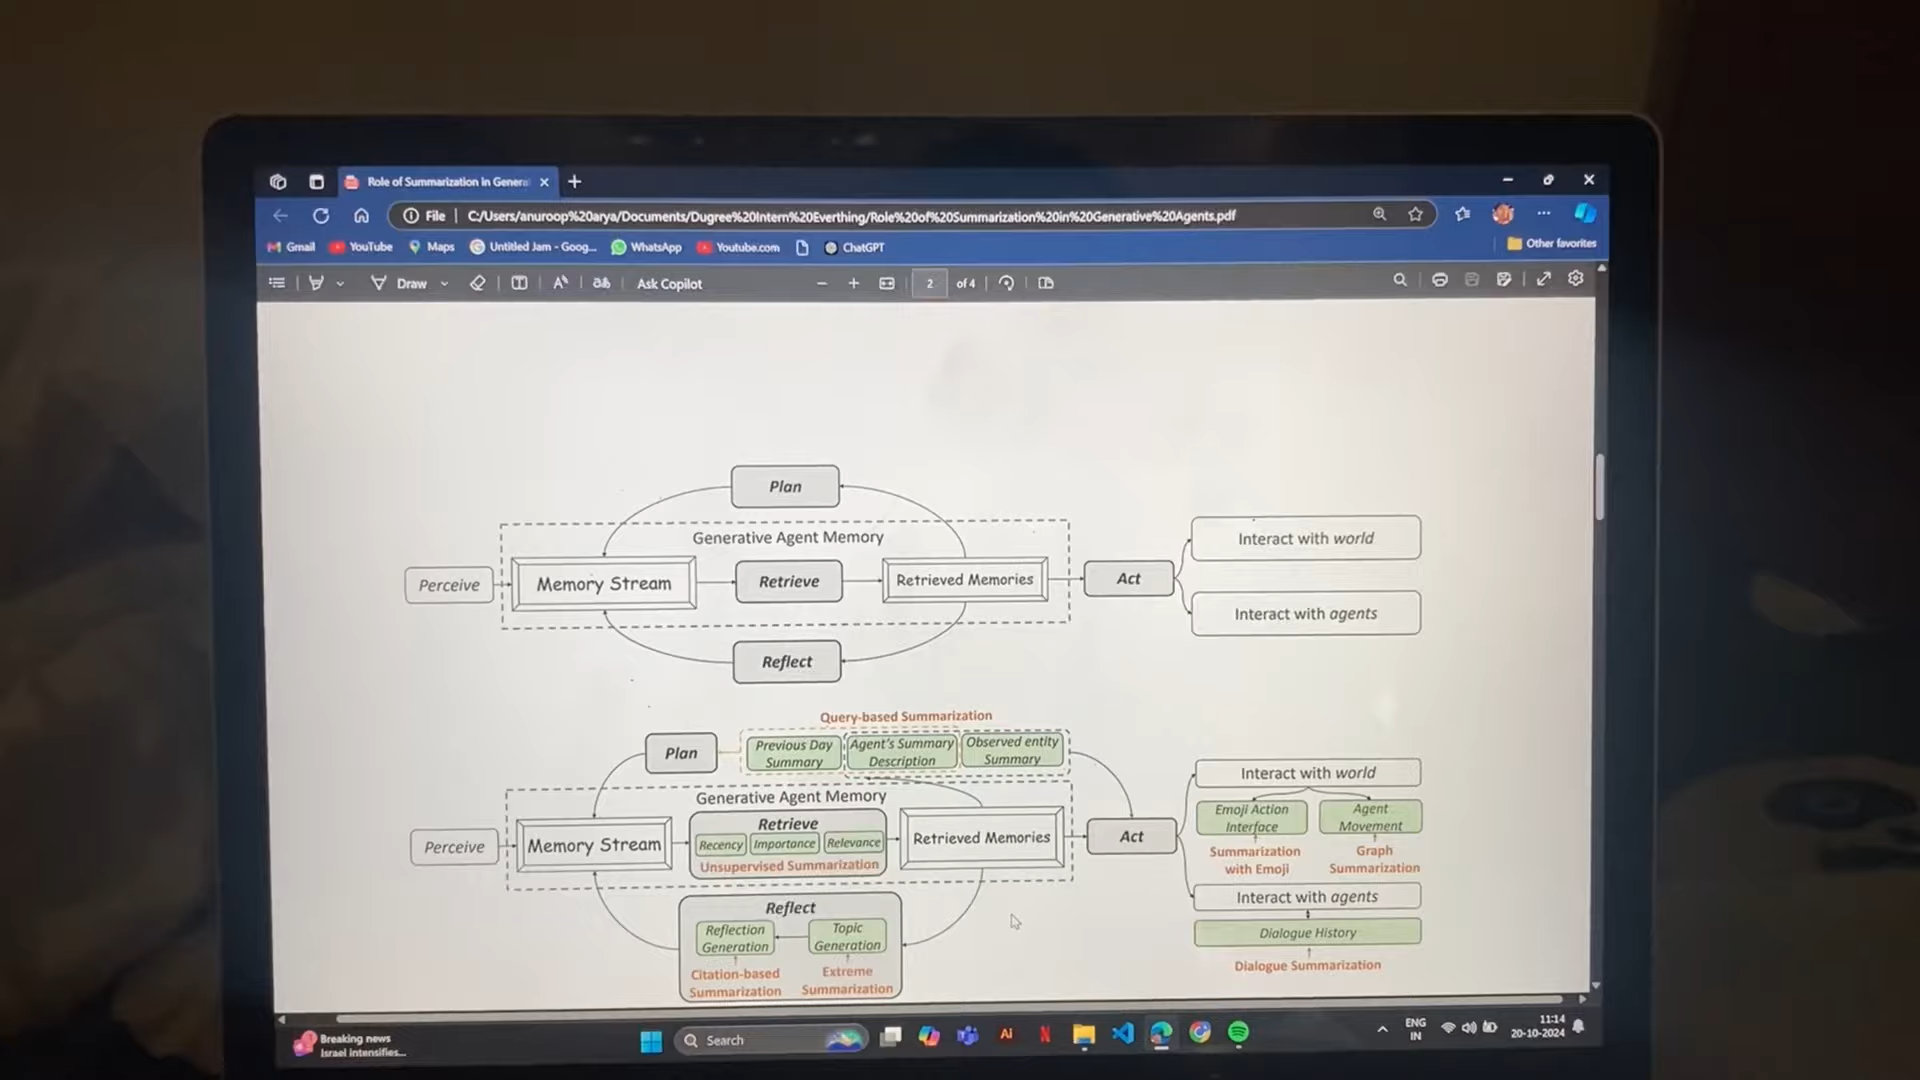 Role of Summarization in Genera
File
C:/Users/anuroop%20arya/Documents/Dugree%20Intern%20Everthing/Role%20of%20Summarization%20in%20Generative%20Agents.pdf
Gmail YouTube Maps Untitled Jam - Goog... WhatsApp Youtube.com ChatGPT Other favorites
Draw Ask Copilot 2 of 4
Plan
Generative Agent Memory
Perceive Memory Stream Retrieve Retrieved Memories Act
Interact with world
Interact with agents
Reflect
Query-based Summarization
Plan
Previous Day
Summary
Agent's Summary
Description
Observed entity
Summary
Generative Agent Memory
Perceive
Memory Stream
Retrieve
Recency Importance Relevance
Unsupervised Summarization
Retrieved Memories
Act
Interact with world
Emoji Action
Interface
Agent
Movement
Summarization
with Emoji
Graph
Summarization
Interact with agents
Dialogue History
Dialogue Summarization
Reflect
Reflection
Generation
Topic
Generation
Citation-based
Summarization
Extreme
Summarization
Breaking news
Israel intensifies...
Search
Ai
N
ENG
IN
11:14
20-10-2024